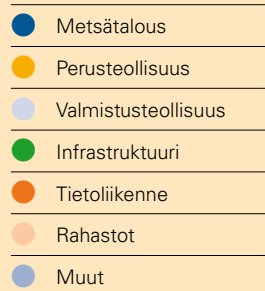 Metsätalous
Perusteollisuus
Valmistusteollisuus
Infrastruktuuri
Tietoliikenne
Rahastot
Muut